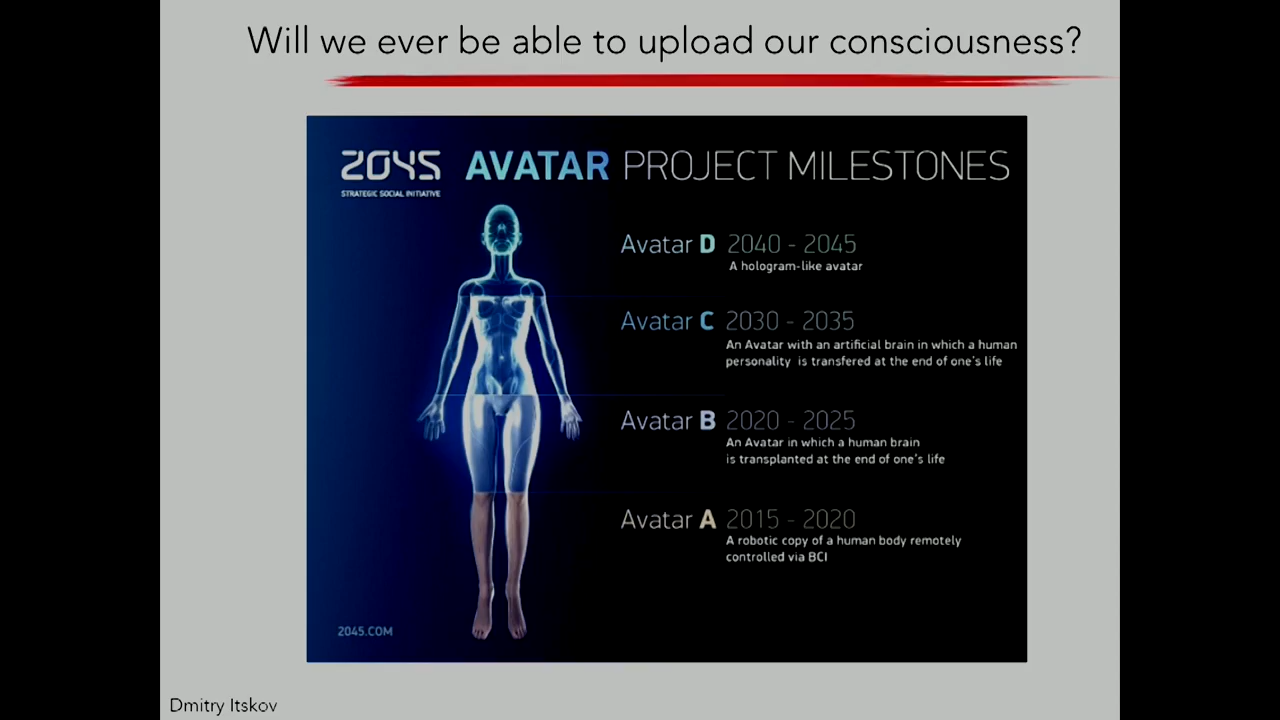 Will we ever be able to upload our consciousness?
2045
STRATEGIC SOCIAL INITIATIVE
AVATAR PROJECT MILESTONES
Avatar D 2040 - 2045
A hologram-like avatar
Avatar C 2030 - 2035
An Avatar with an artificial brain in which a human
personality is transfered at the end of one's life
Avatar B 2020 - 2025
An Avatar in which a human brain
is transplanted at the end of one's life
Avatar A 2015 - 2020
A robotic copy of a human body remotely
controlled via BCI
2045.COM
Dmitry Itskov